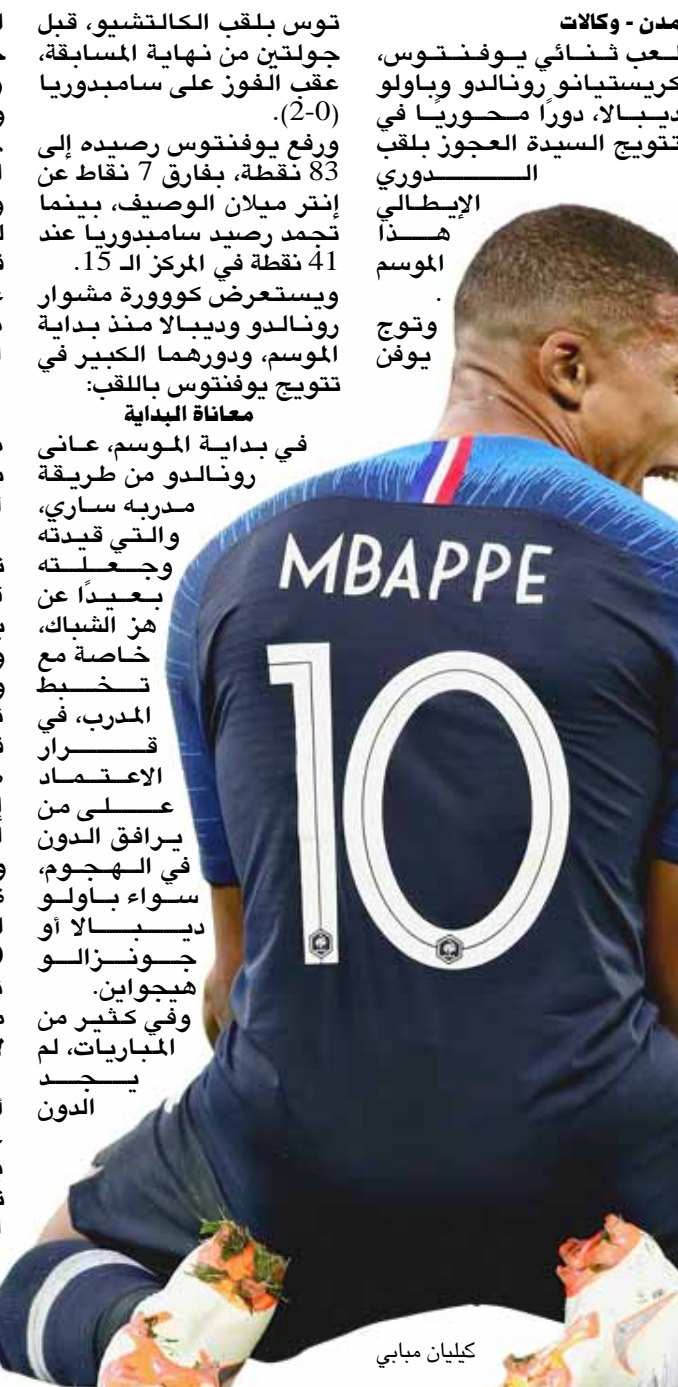 مدن - وكالات
لعب ثنائي يوفنتوس،
كريستيانو رونالدو وباولو
ديبالا، دورًا محوريًا في
تتويج السيدة العجوز بلقب
الدوري
الإيطالي
هذا
الموسم
.
وتوج
يوفن
توس بلقب الكالتشيو، قبل
جولتين من نهاية المسابقة،
عقب الفوز على سامبدوريا
(2-0).
ورفع يوفنتوس رصيده إلى
83 نقطة، بفارق 7 نقاط عن
إنتر ميلان الوصيف، بينما
تجمد رصيد سامبدوريا عند
41 نقطة في المركز الـ 15.
ويستعرض كووورة مشوار
رونالدو وديبالا منذ بداية
الموسم، ودورهما الكبير في
تتويج يوفنتوس باللقب:
معاناة البداية
في بداية الموسم، عانى
رونالدو من طريقة
مدربه ساري،
والتي قيدته
وجعلته
بعيدًا عن
هز الشباك،
خاصة مع
تخبط
المدرب، في
قرار
الاعتماد
على من
يرافق الدون
في الهجوم،
سواء باولو
ديبالا أو
جونزالو
هيجواين.
وفي كثير من
المباريات، لم
يجد
الدون
MBAPPE
10
كيليان مبابي